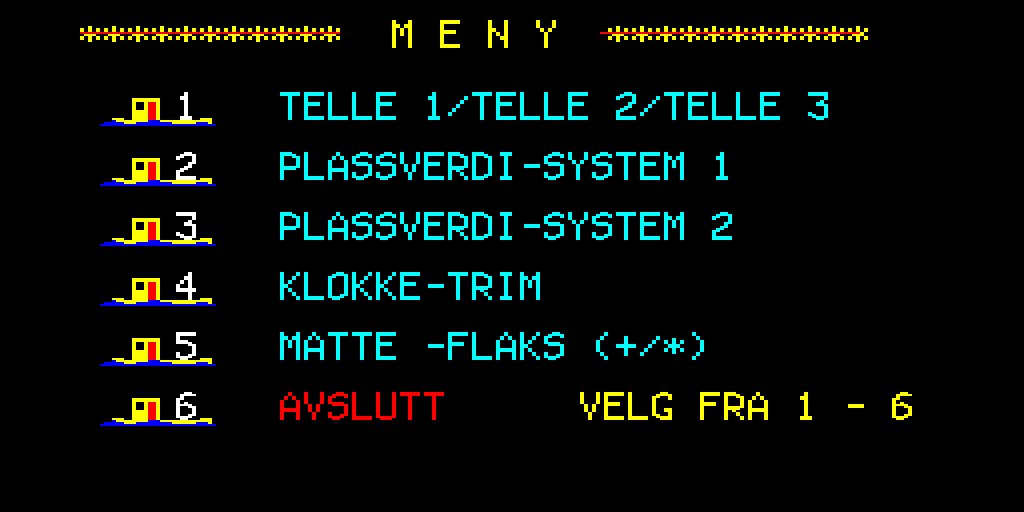 M E N Y
1 TELLE 1/TELLE 2/TELLE 3
2 PLASSVERDI-SYSTEM 1
3 PLASSVERDI-SYSTEM 2
4 KLOKKE-TRIM
5 MATTE -FLAKS (+/*)
6 AVSLUTT VELG FRA 1 - 6